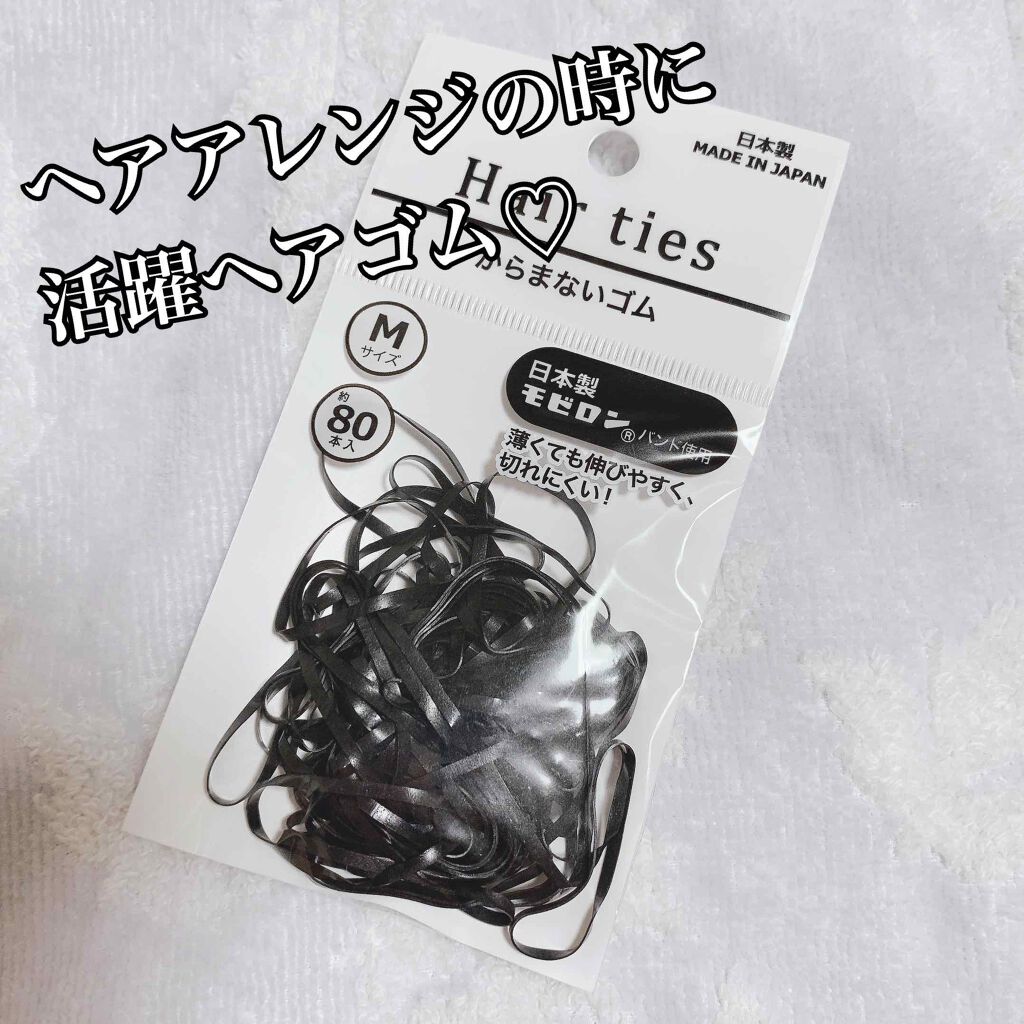 ヘアアレンジの時に
活躍ヘアゴム♡
日本製
MADE IN JAPAN
Hair ties
からまないゴム
M
サイズ
約
80
本入
日本製
モビロン®バンド使用
薄くても伸びやすく、
切れにくい!